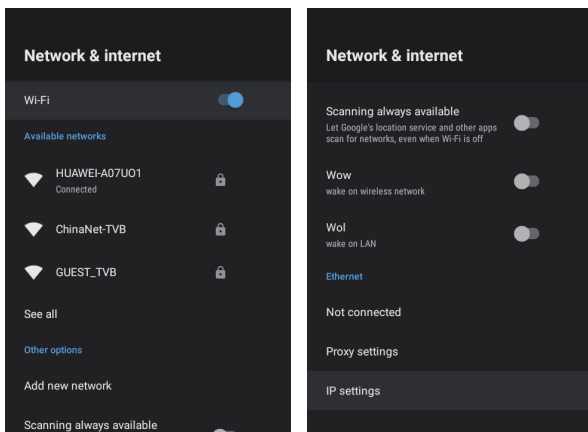 Network & internet
Wi-Fi
Available networks
HUAWEI-A07UO1
Connected
ChinaNet-TVB
GUEST_TVB
See all
Other options
Add new network
Scanning always available
Network & internet
Scanning always available
Let Google's location service and other apps
scan for networks, even when Wi-Fi is off
Wow
wake on wireless network
Wol
wake on LAN
Ethernet
Not connected
Proxy settings
IP settings